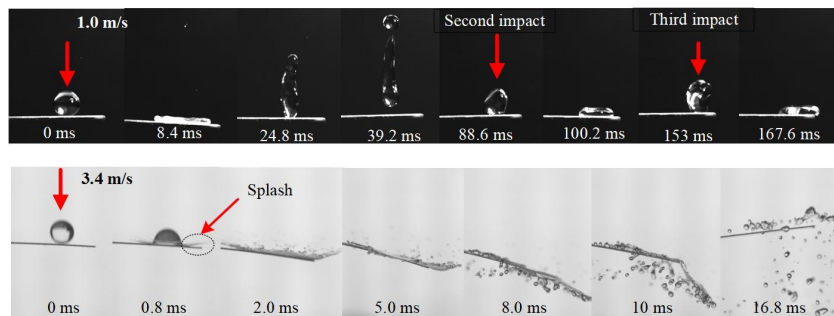 1.0 m/s
Second impact
Third impact
0 ms
8.4 ms
24.8 ms
39.2 ms
88.6 ms
100.2 ms
153 ms
167.6 ms
3.4 m/s
Splash
0 ms
0.8 ms
2.0 ms
5.0 ms
8.0 ms
10 ms
16.8 ms